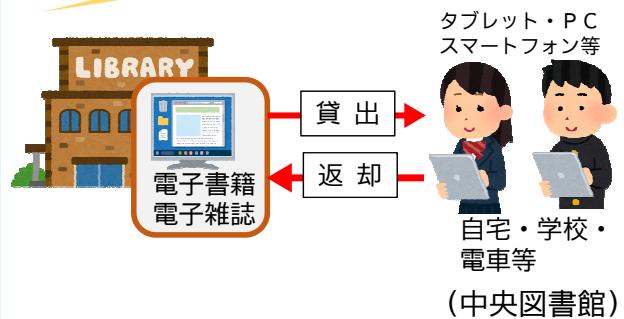 タブレット・ＰＣ
スマートフォン等
LIBRARY
貸出
電子書籍
電子雑誌
返却
自宅・学校・
電車等
（中央図書館）